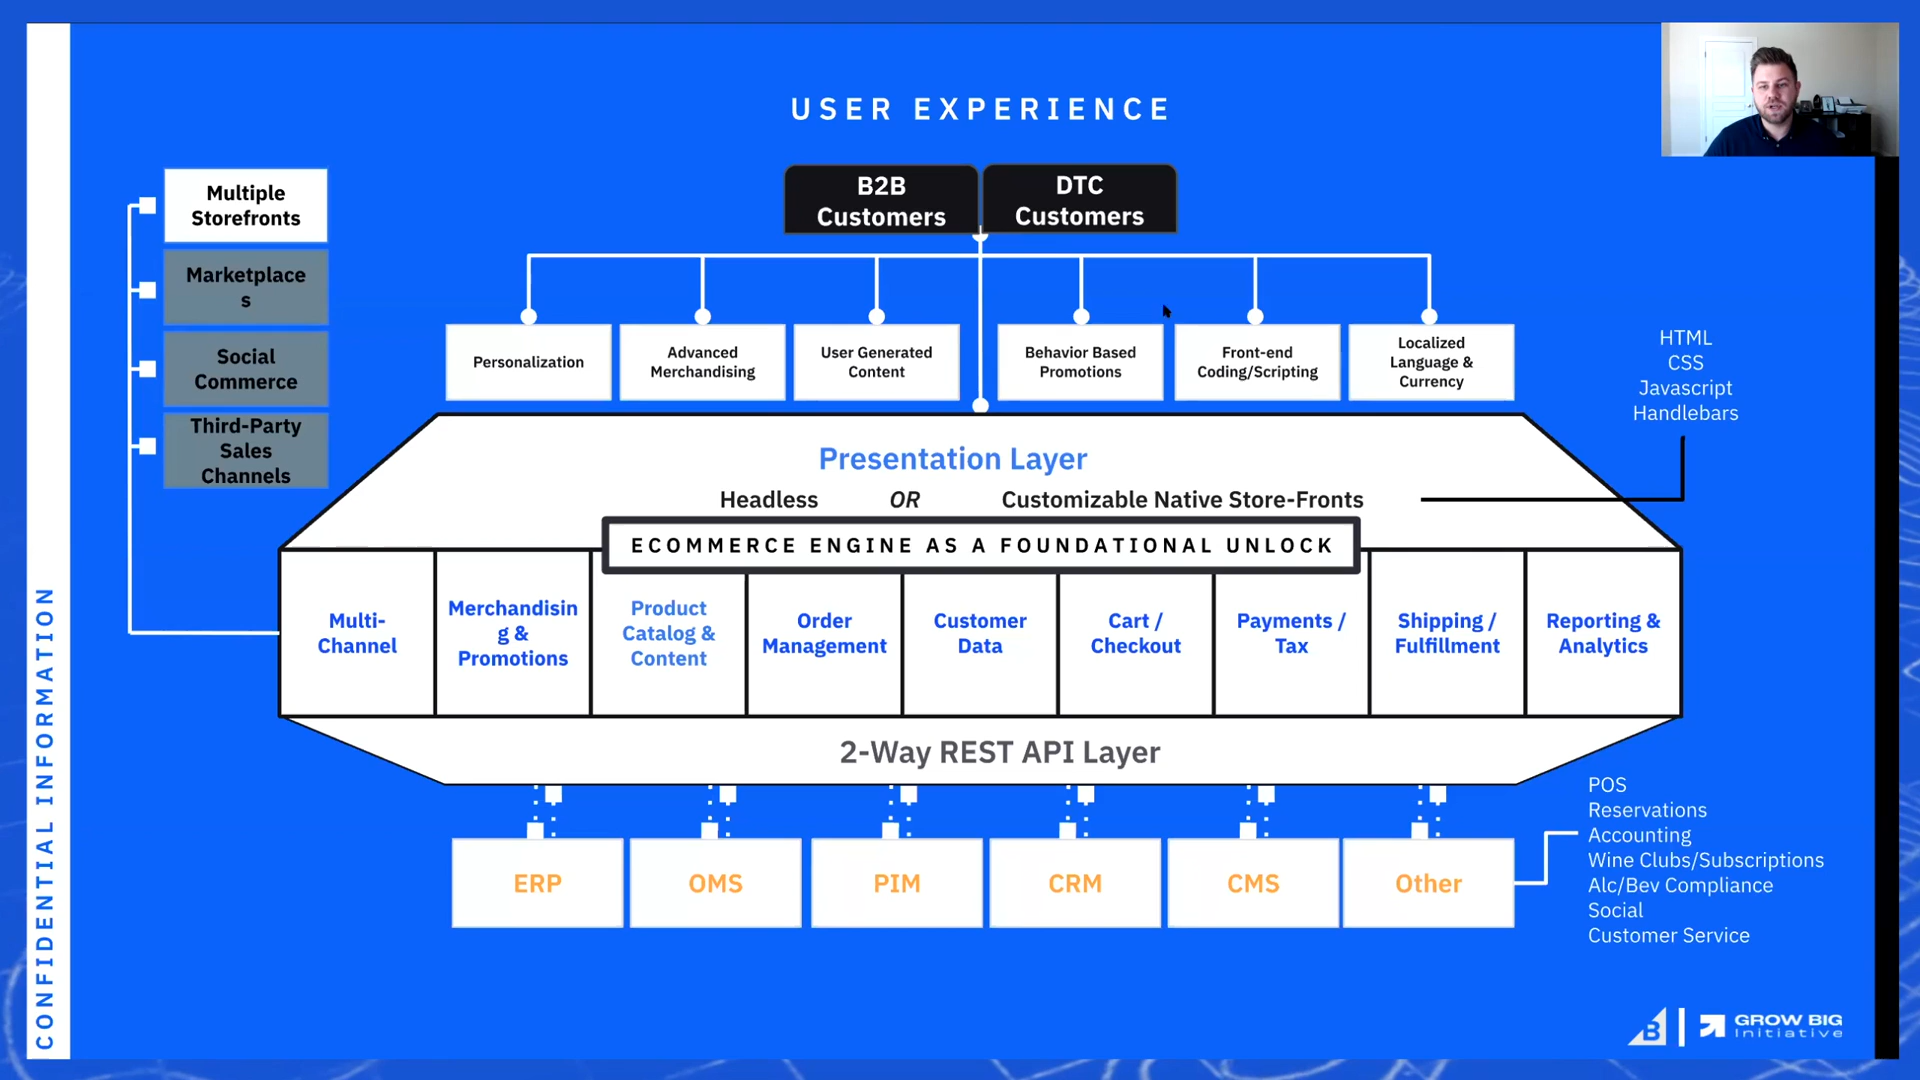 USER EXPERIENCE
B2B
Customers
DTC
Customers
Multiple
Storefronts
Marketplace
s
Social
Commerce
Third-Party
Sales
Channels
Personalization
Advanced
Merchandising
User Generated
Content
Behavior Based
Promotions
Front-end
Coding/Scripting
Localized
Language &
Currency
HTML
CSS
Javascript
Handlebars
Presentation Layer
Headless OR Customizable Native Store-Fronts
ECOMMERCE ENGINE AS A FOUNDATIONAL UNLOCK
Multi-
Channel
Merchandisin
g &
Promotions
Product
Catalog &
Content
Order
Management
Customer
Data
Cart /
Checkout
Payments /
Tax
Shipping /
Fulfillment
Reporting &
Analytics
2-Way REST API Layer
ERP
OMS
PIM
CRM
CMS
Other
POS
Reservations
Accounting
Wine Clubs/Subscriptions
Alc/Bev Compliance
Social
Customer Service
CONFIDENTIAL INFORMATION
B
GROW BIG
Initiative